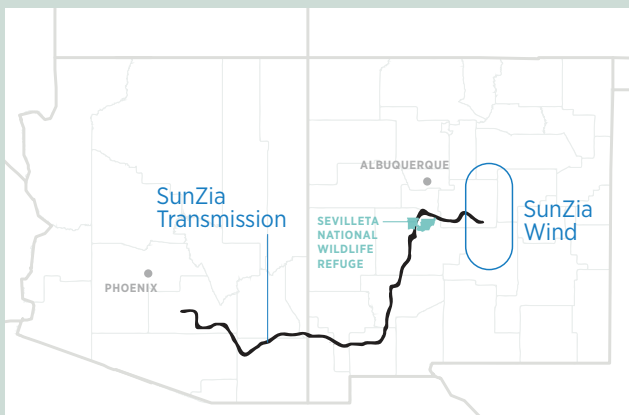 ALBUQUERQUE
SunZia
Transmission
SEVILLETA
NATIONAL
WILDLIFE
REFUGE
SunZia
Wind
PHOENIX